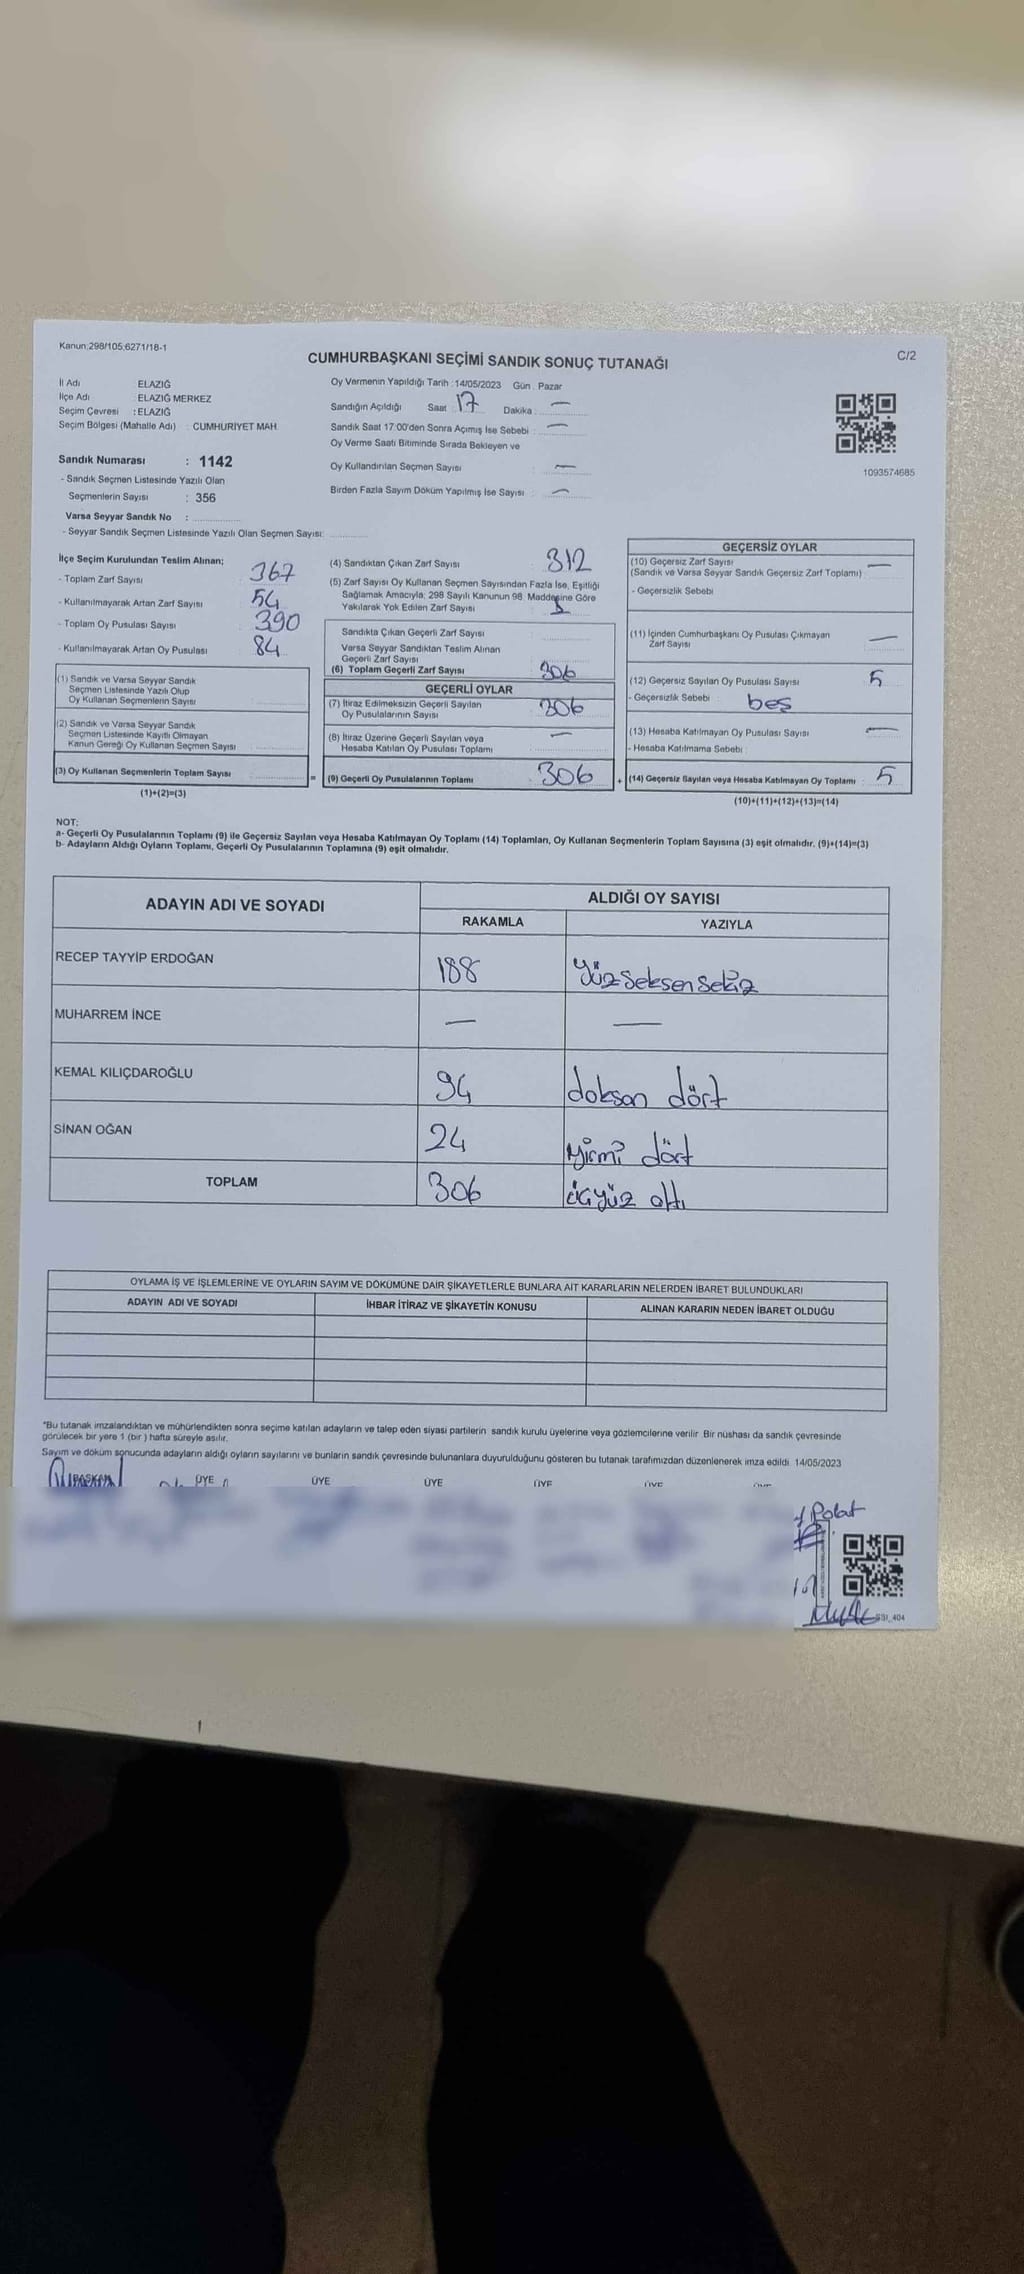 Kanun;298/105;6271/18-1
C/2
CUMHURBAŞKANI SEÇİMİ SANDIK SONUÇ TUTANAĞI
İl Adı ELAZIĞ
İlçe Adı : ELAZIĞ MERKEZ
Seçim Çevresi : ELAZIĞ
Seçim Bölgesi (Mahalle Adı) : CUMHURİYET MAH.
Sandık Numarası : 1142
- Sandık Seçmen Listesinde Yazılı Olan
Seçmenlerin Sayısı : 356
Varsa Seyyar Sandık No :
- Seyyar Sandık Seçmen Listesinde Yazılı Olan Seçmen Sayısı:
Oy Vermenin Yapıldığı Tarih : 14/05/2023 Gün : Pazar
Sandığın Açıldığı Saat : 17 Dakika : —
Sandık Saat 17:00'den Sonra Açılmış İse Sebebi : —
Oy Verme Saati Bitiminde Sırada Bekleyen ve
Oy Kullandırılan Seçmen Sayısı : —
Birden Fazla Sayım Döküm Yapılmış İse Sayısı : —
1093574685
İlçe Seçim Kurulundan Teslim Alınan;
- Toplam Zarf Sayısı 367
- Kullanılmayarak Artan Zarf Sayısı 54
- Toplam Oy Pusulası Sayısı 390
- Kullanılmayarak Artan Oy Pusulası 84
(1) Sandık ve Varsa Seyyar Sandık
Seçmen Listesinde Yazılı Olup
Oy Kullanan Seçmenlerin Sayısı
(2) Sandık ve Varsa Seyyar Sandık
Seçmen Listesinde Kayıtlı Olmayan
Kanun Gereği Oy Kullanan Seçmen Sayısı
(3) Oy Kullanan Seçmenlerin Toplam Sayısı
(1)+(2)=(3)
(4) Sandıktan Çıkan Zarf Sayısı 312
(5) Zarf Sayısı Oy Kullanan Seçmen Sayısından Fazla İse, Eşitliği
Sağlamak Amacıyla; 298 Sayılı Kanunun 98. Maddesine Göre
Yakılarak Yok Edilen Zarf Sayısı
Sandıkta Çıkan Geçerli Zarf Sayısı
Varsa Seyyar Sandıktan Teslim Alınan
Geçerli Zarf Sayısı
(6) Toplam Geçerli Zarf Sayısı 306
GEÇERLİ OYLAR
(7) İtiraz Edilmeksizin Geçerli Sayılan
Oy Pusulalarının Sayısı 306
(8) İtiraz Üzerine Geçerli Sayılan veya
Hesaba Katılan Oy Pusulası Toplamı —
= (9) Geçerli Oy Pusulalarının Toplamı 306
GEÇERSİZ OYLAR
(10) Geçersiz Zarf Sayısı —
(Sandık ve Varsa Seyyar Sandık Geçersiz Zarf Toplamı)
- Geçersizlik Sebebi
(11) İçinden Cumhurbaşkanı Oy Pusulası Çıkmayan
Zarf Sayısı —
(12) Geçersiz Sayılan Oy Pusulası Sayısı 5
- Geçersizlik Sebebi : beş
(13) Hesaba Katılmayan Oy Pusulası Sayısı —
- Hesaba Katılmama Sebebi
+ (14) Geçersiz Sayılan veya Hesaba Katılmayan Oy Toplamı : 5
(10)+(11)+(12)+(13)=(14)
NOT:
a- Geçerli Oy Pusulalarının Toplamı (9) ile Geçersiz Sayılan veya Hesaba Katılmayan Oy Toplamı (14) Toplamları, Oy Kullanan Seçmenlerin Toplam Sayısına (3) eşit olmalıdır. (9)+(14)=(3)
b- Adayların Aldığı Oyların Toplamı, Geçerli Oy Pusulalarının Toplamına (9) eşit olmalıdır.
ADAYIN ADI VE SOYADI ALDIĞI OY SAYISI
RAKAMLA YAZIYLA
RECEP TAYYİP ERDOĞAN 188 Yüzseksensekiz
MUHARREM İNCE — —
KEMAL KILIÇDAROĞLU 94 doksan dört
SİNAN OĞAN 24 yirmi dört
TOPLAM 306 üçyüz altı
OYLAMA İŞ VE İŞLEMLERİNE VE OYLARIN SAYIM VE DÖKÜMÜNE DAİR ŞİKAYETLERLE BUNLARA AİT KARARLARIN NELERDEN İBARET BULUNDUKLARI
ADAYIN ADI VE SOYADI İHBAR İTİRAZ VE ŞİKAYETİN KONUSU ALINAN KARARIN NEDEN İBARET OLDUĞU
"Bu tutanak imzalandıktan ve mühürlendikten sonra seçime katılan adayların ve talep eden siyasi partilerin sandık kurulu üyelerine veya gözlemcilerine verilir. Bir nüshası da sandık çevresinde
görülecek bir yere 1 (bir) hafta süreyle asılır.
Sayım ve döküm sonucunda adayların aldığı oyların sayılarını ve bunların sandık çevresinde bulunanlara duyurulduğunu gösteren bu tutanak tarafımızdan düzenlenerek imza edildi. 14/05/2023
BAŞKAN ÜYE ÜYE ÜYE ÜYE ÜYE
Polat